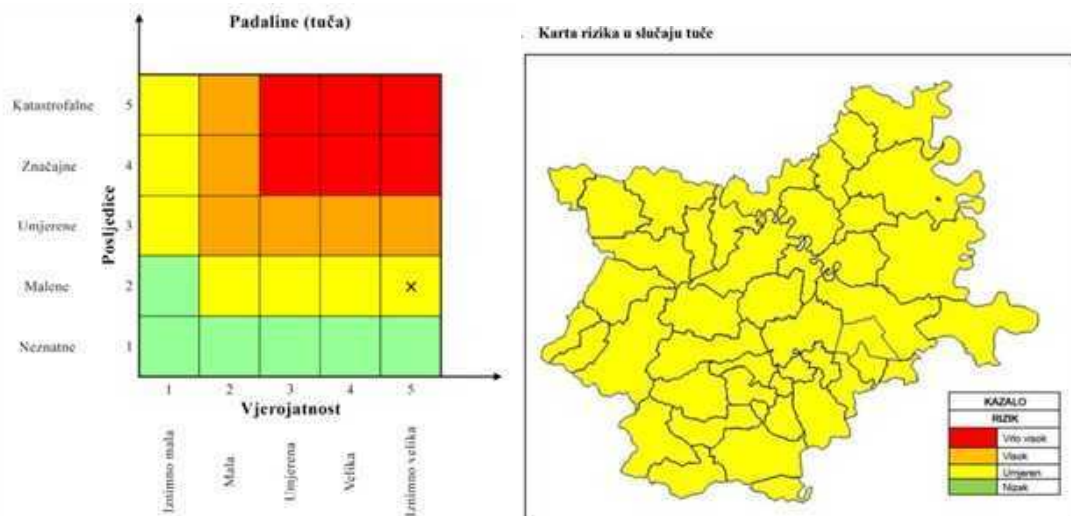 Padaline (tuča)
Katastrofalne
Značajne
Umjerene
Malene
Neznatne
Posljedice
5
4
3
2
1
1 2 3 4 5
Vjerojatnost
Iznimno mala
Mala
Umjerena
Velika
Iznimno velika
. Karta rizika u slučaju tuče
KAZALO
RIZIK
Vrlo visok
Visok
Umjeren
Nizak